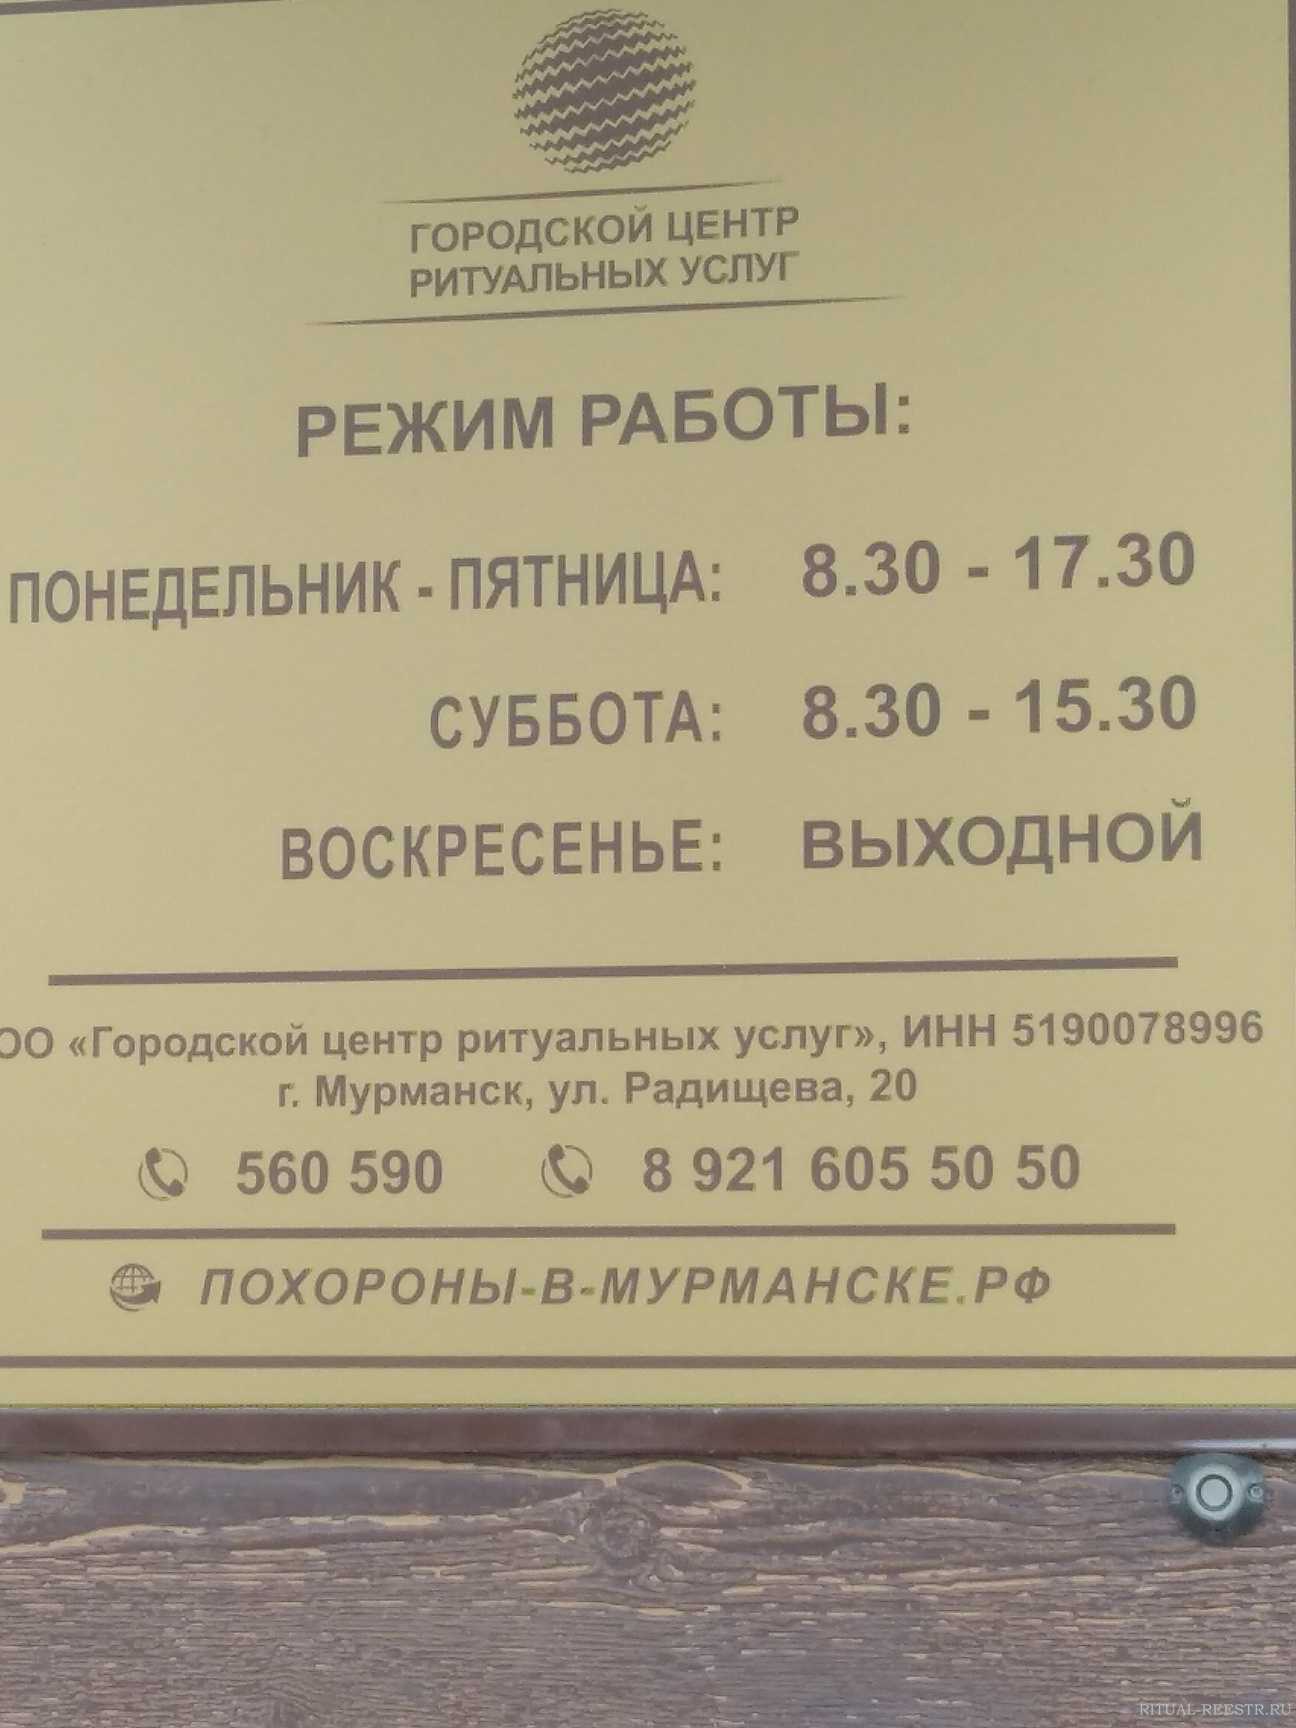 ГОРОДСКОЙ ЦЕНТР
РИТУАЛЬНЫХ УСЛУГ
РЕЖИМ РАБОТЫ:
ПОНЕДЕЛЬНИК - ПЯТНИЦА: 8.30 - 17.30
СУББОТА: 8.30 - 15.30
ВОСКРЕСЕНЬЕ: ВЫХОДНОЙ
ОО «Городской центр ритуальных услуг», ИНН 5190078996
г. Мурманск, ул. Радищева, 20
560 590 8 921 605 50 50
ПОХОРОНЫ-В-МУРМАНСКЕ.РФ
RITUAL-REESTR.RU